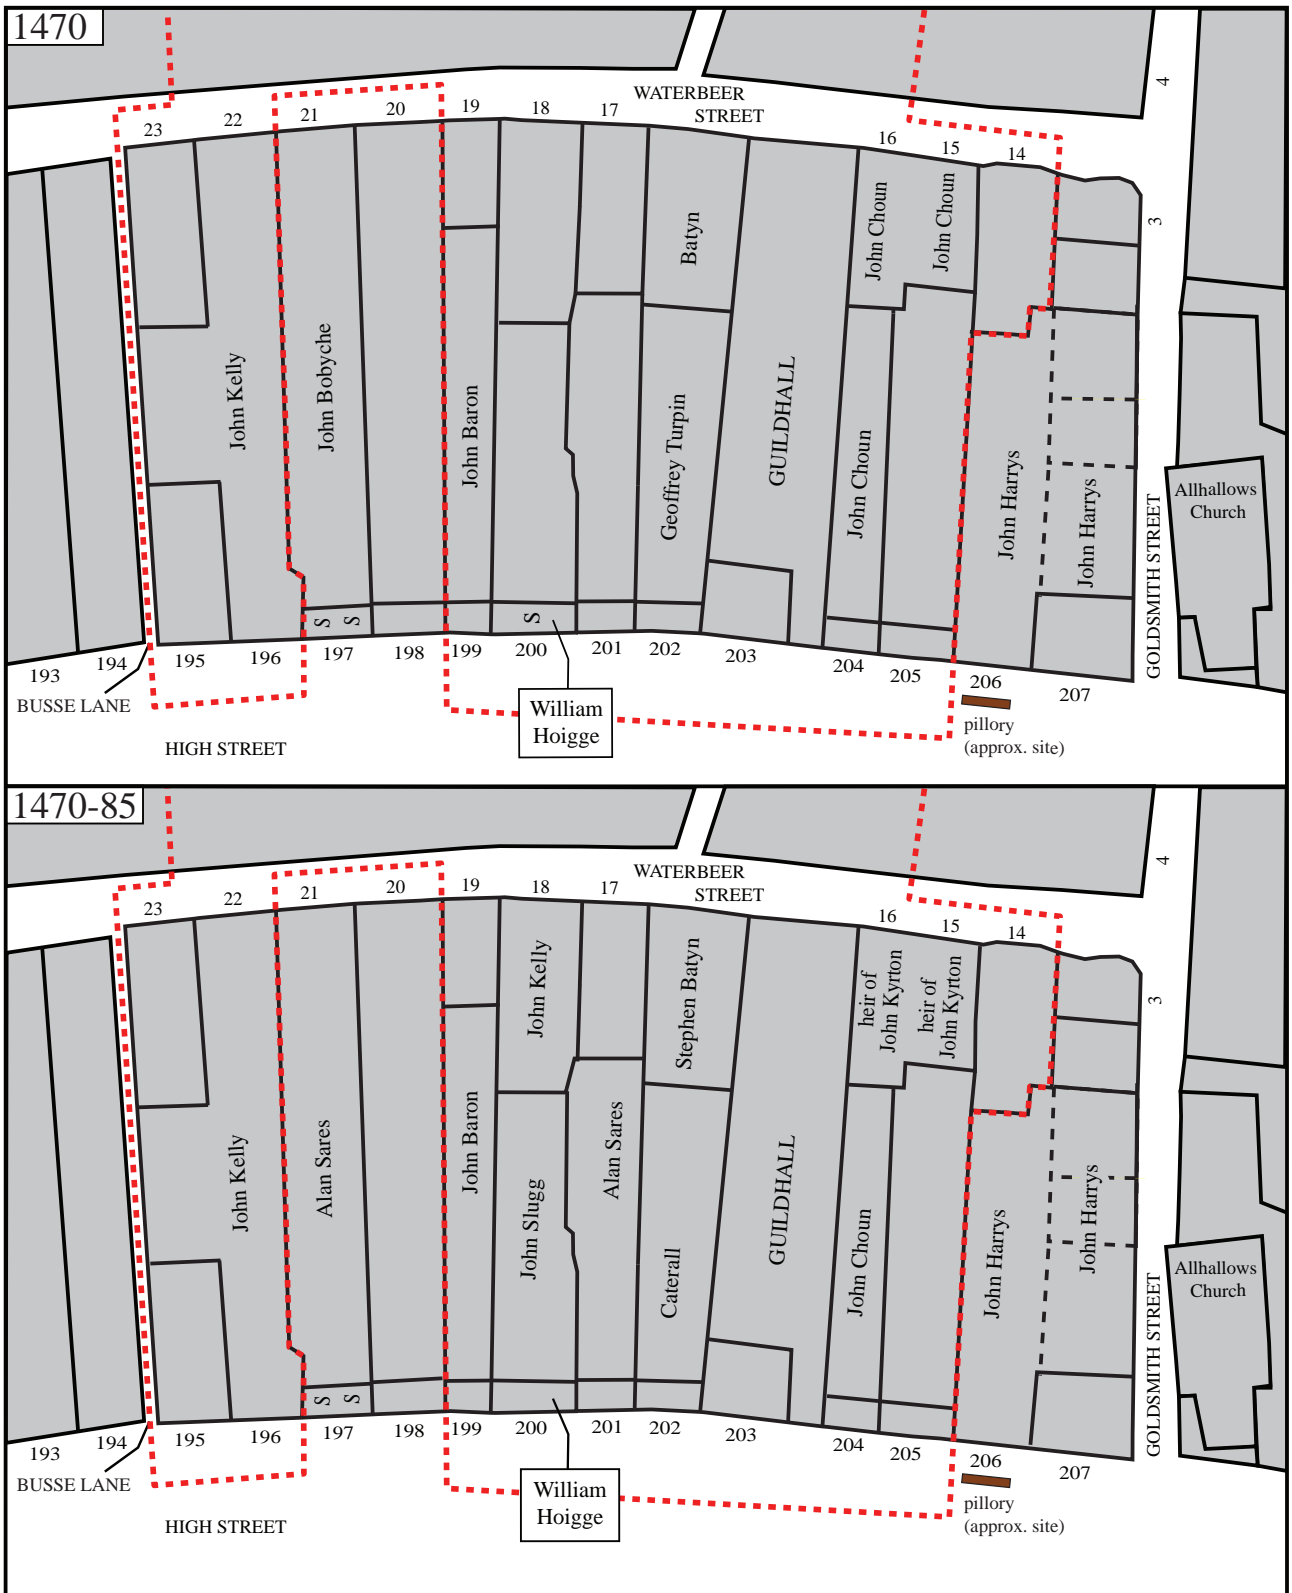 1470
WATERBEER
STREET
23
22
21
20
19
18
17
16
15
14
4
3
John Kelly
John Bobyche
John Baron
Batyn
Geoffrey Turpin
GUILDHALL
John Choun
John Choun
John Choun
John Harrys
John Harrys
GOLDSMITH STREET
Allhallows
Church
S
S
S
193
194
195
196
197
198
199
200
201
202
203
204
205
206
207
BUSSE LANE
HIGH STREET
William
Hoigge
pillory
(approx. site)
1470-85
WATERBEER
STREET
23
22
21
20
19
18
17
16
15
14
4
3
John Kelly
Alan Sares
John Baron
John Kelly
John Slugg
Alan Sares
Stephen Batyn
Caterall
GUILDHALL
heir of
John Kyrton
heir of
John Kyrton
John Choun
John Harrys
John Harrys
GOLDSMITH STREET
Allhallows
Church
S
S
193
194
195
196
197
198
199
200
201
202
203
204
205
206
207
BUSSE LANE
HIGH STREET
William
Hoigge
pillory
(approx. site)